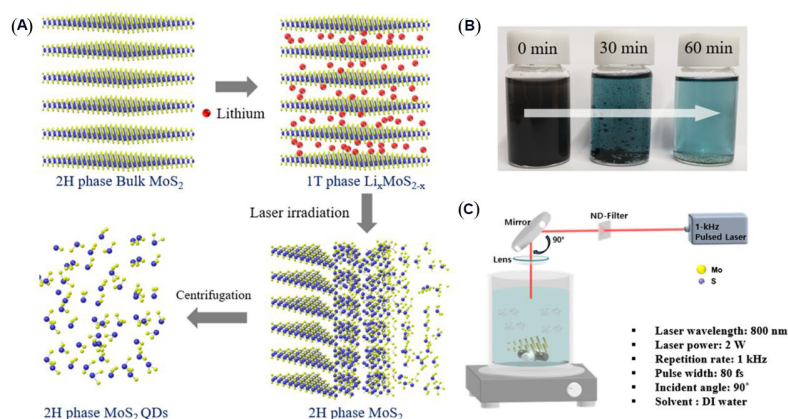 (A)
Lithium
2H phase Bulk MoS₂
1T phase LiₓMoS₂₋ₓ
Laser irradiation
Centrifugation
2H phase MoS₂ QDs
2H phase MoS₂
(B)
0 min
30 min
60 min
(C)
Mirror
90°
ND-Filter
1-kHz
Pulsed Laser
Lens
Mo
S
▪ Laser wavelength: 800 nm
▪ Laser power: 2 W
▪ Repetition rate: 1 kHz
▪ Pulse width: 80 fs
▪ Incident angle: 90˚
▪ Solvent : DI water